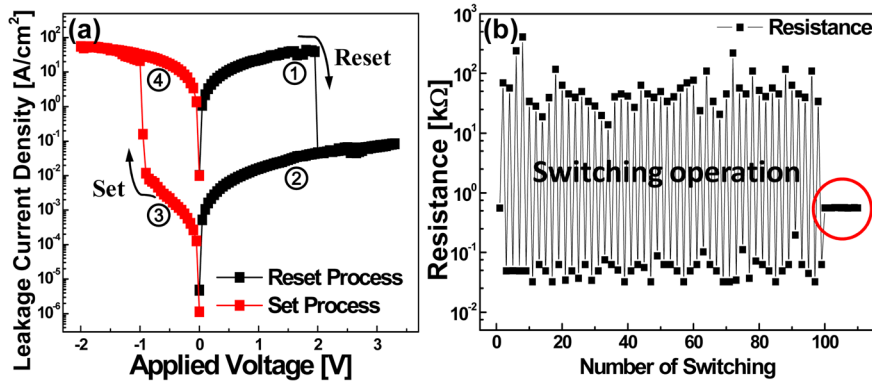 (a)
Leakage Current Density [A/cm²]
10³
10²
10¹
10⁰
10⁻¹
10⁻²
10⁻³
10⁻⁴
10⁻⁵
10⁻⁶
④
①
Reset
Set
③
②
Reset Process
Set Process
-2 -1 0 1 2 3
Applied Voltage [V]
(b)
Resistance
Resistance [kΩ]
10³
10²
10¹
10⁰
10⁻¹
10⁻²
Switching operation
0 20 40 60 80 100
Number of Switching